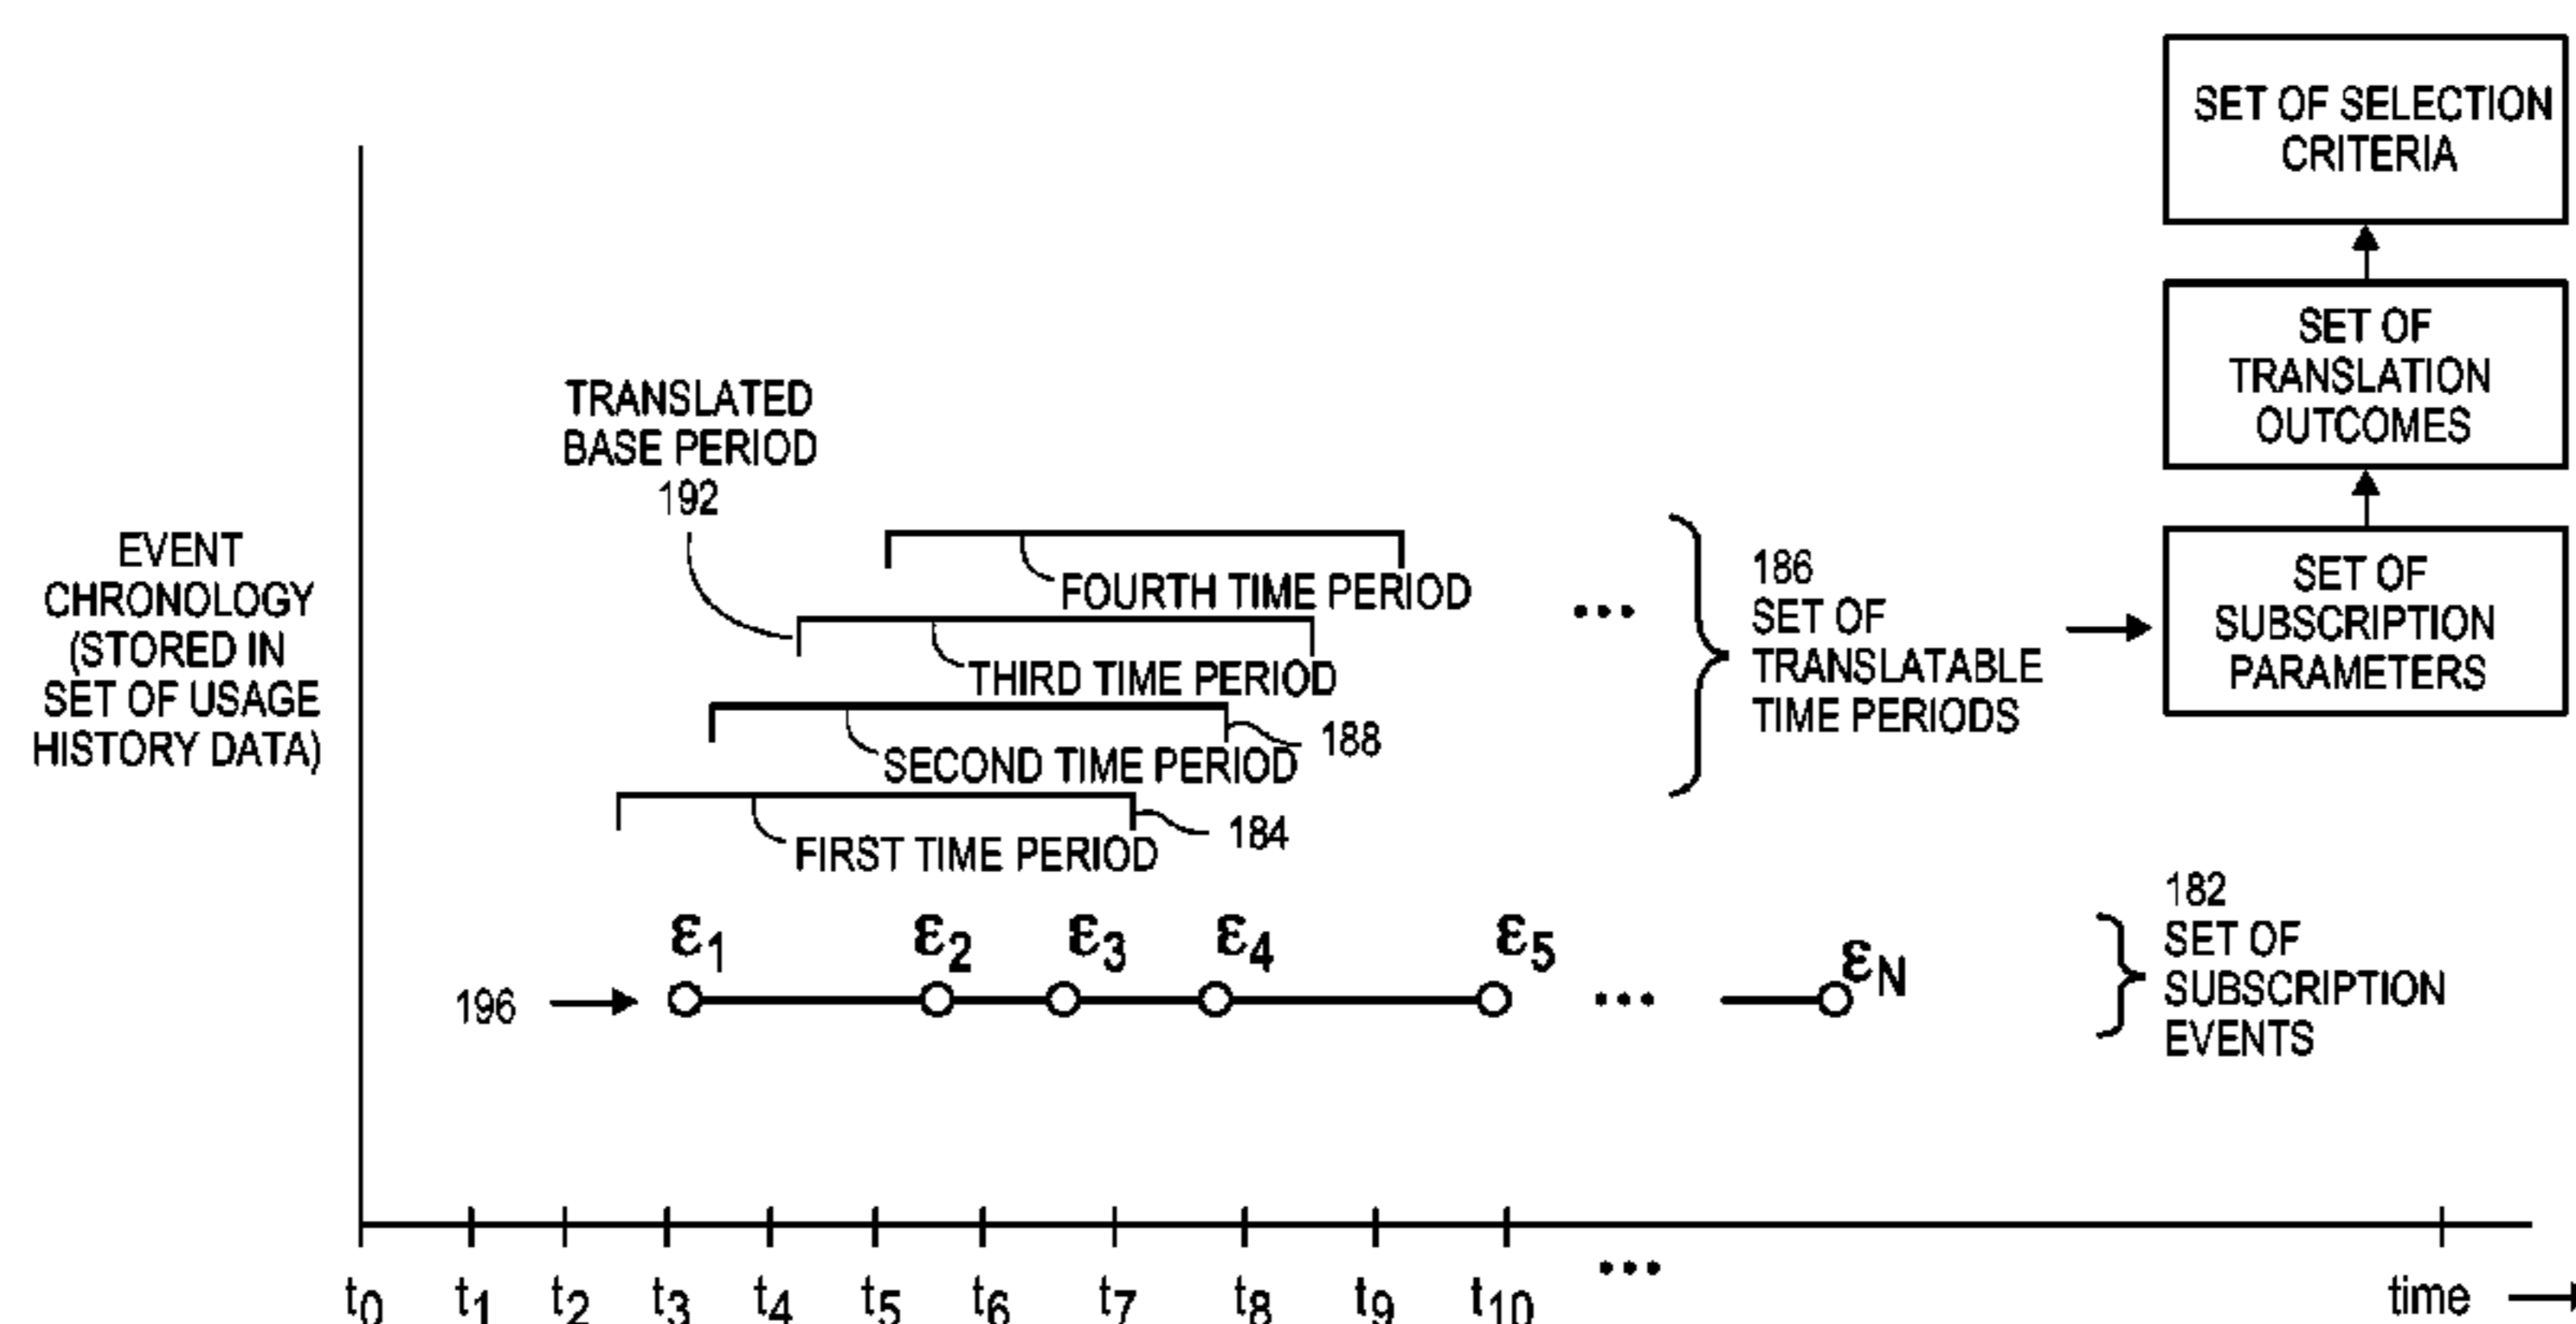 SET OF SELECTION
CRITERIA
SET OF
TRANSLATION
OUTCOMES
SET OF
SUBSCRIPTION
PARAMETERS
TRANSLATED
BASE PERIOD
192
EVENT
CHRONOLOGY
(STORED IN
SET OF USAGE
HISTORY DATA)
FOURTH TIME PERIOD
THIRD TIME PERIOD
SECOND TIME PERIOD
188
FIRST TIME PERIOD
184
...
186
SET OF
TRANSLATABLE
TIME PERIODS
196
ε1 ε2 ε3 ε4 ε5 ... εN
182
SET OF
SUBSCRIPTION
EVENTS
t0 t1 t2 t3 t4 t5 t6 t7 t8 t9 t10 ... time